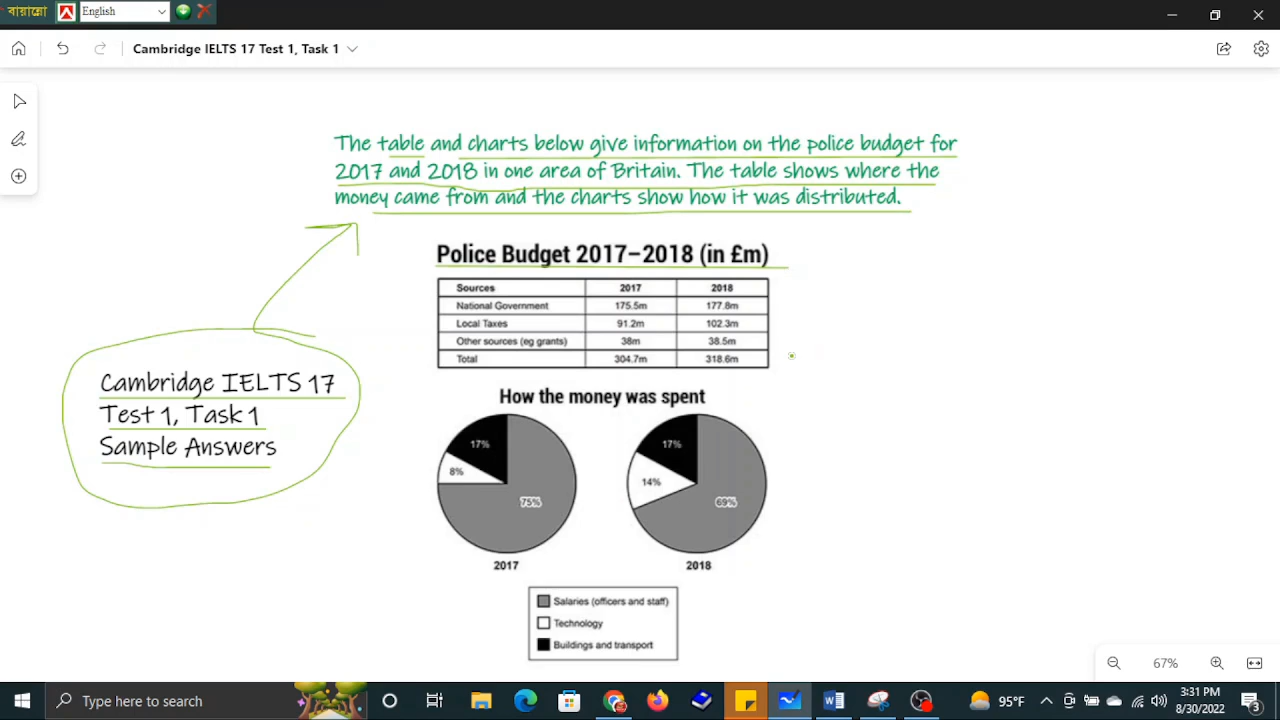 বায়ান্নো
English
Cambridge IELTS 17 Test 1, Task 1
The table and charts below give information on the police budget for
2017 and 2018 in one area of Britain. The table shows where the
money came from and the charts show how it was distributed.
Police Budget 2017–2018 (in £m)
Sources 2017 2018
National Government 175.5m 177.8m
Local Taxes 91.2m 102.3m
Other sources (eg grants) 38m 38.5m
Total 304.7m 318.6m
Cambridge IELTS 17
Test 1, Task 1
Sample Answers
How the money was spent
17% 17%
8% 14%
75% 69%
2017 2018
Salaries (officers and staff)
Technology
Buildings and transport
67%
Type here to search
95°F
3:31 PM
8/30/2022
3